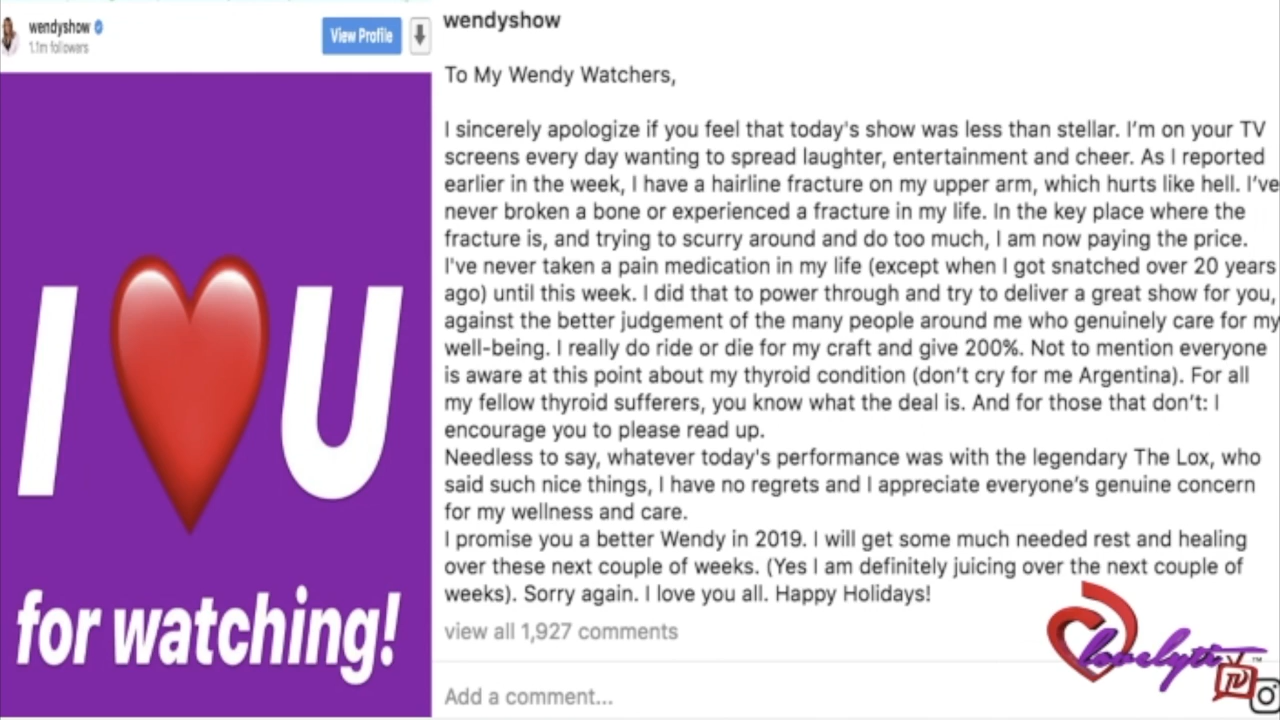 wendyshow
1.1m followers
View Profile
I ❤️ U
for watching!
wendyshow
To My Wendy Watchers,
I sincerely apologize if you feel that today's show was less than stellar. I’m on your TV
screens every day wanting to spread laughter, entertainment and cheer. As I reported
earlier in the week, I have a hairline fracture on my upper arm, which hurts like hell. I’ve
never broken a bone or experienced a fracture in my life. In the key place where the
fracture is, and trying to scurry around and do too much, I am now paying the price.
I've never taken a pain medication in my life (except when I got snatched over 20 years
ago) until this week. I did that to power through and try to deliver a great show for you,
against the better judgement of the many people around me who genuinely care for my
well-being. I really do ride or die for my craft and give 200%. Not to mention everyone
is aware at this point about my thyroid condition (don’t cry for me Argentina). For all
my fellow thyroid sufferers, you know what the deal is. And for those that don’t: I
encourage you to please read up.
Needless to say, whatever today's performance was with the legendary The Lox, who
said such nice things, I have no regrets and I appreciate everyone’s genuine concern
for my wellness and care.
I promise you a better Wendy in 2019. I will get some much needed rest and healing
over these next couple of weeks. (Yes I am definitely juicing over the next couple of
weeks). Sorry again. I love you all. Happy Holidays!
view all 1,927 comments
Add a comment...
lovelyti
TV
™